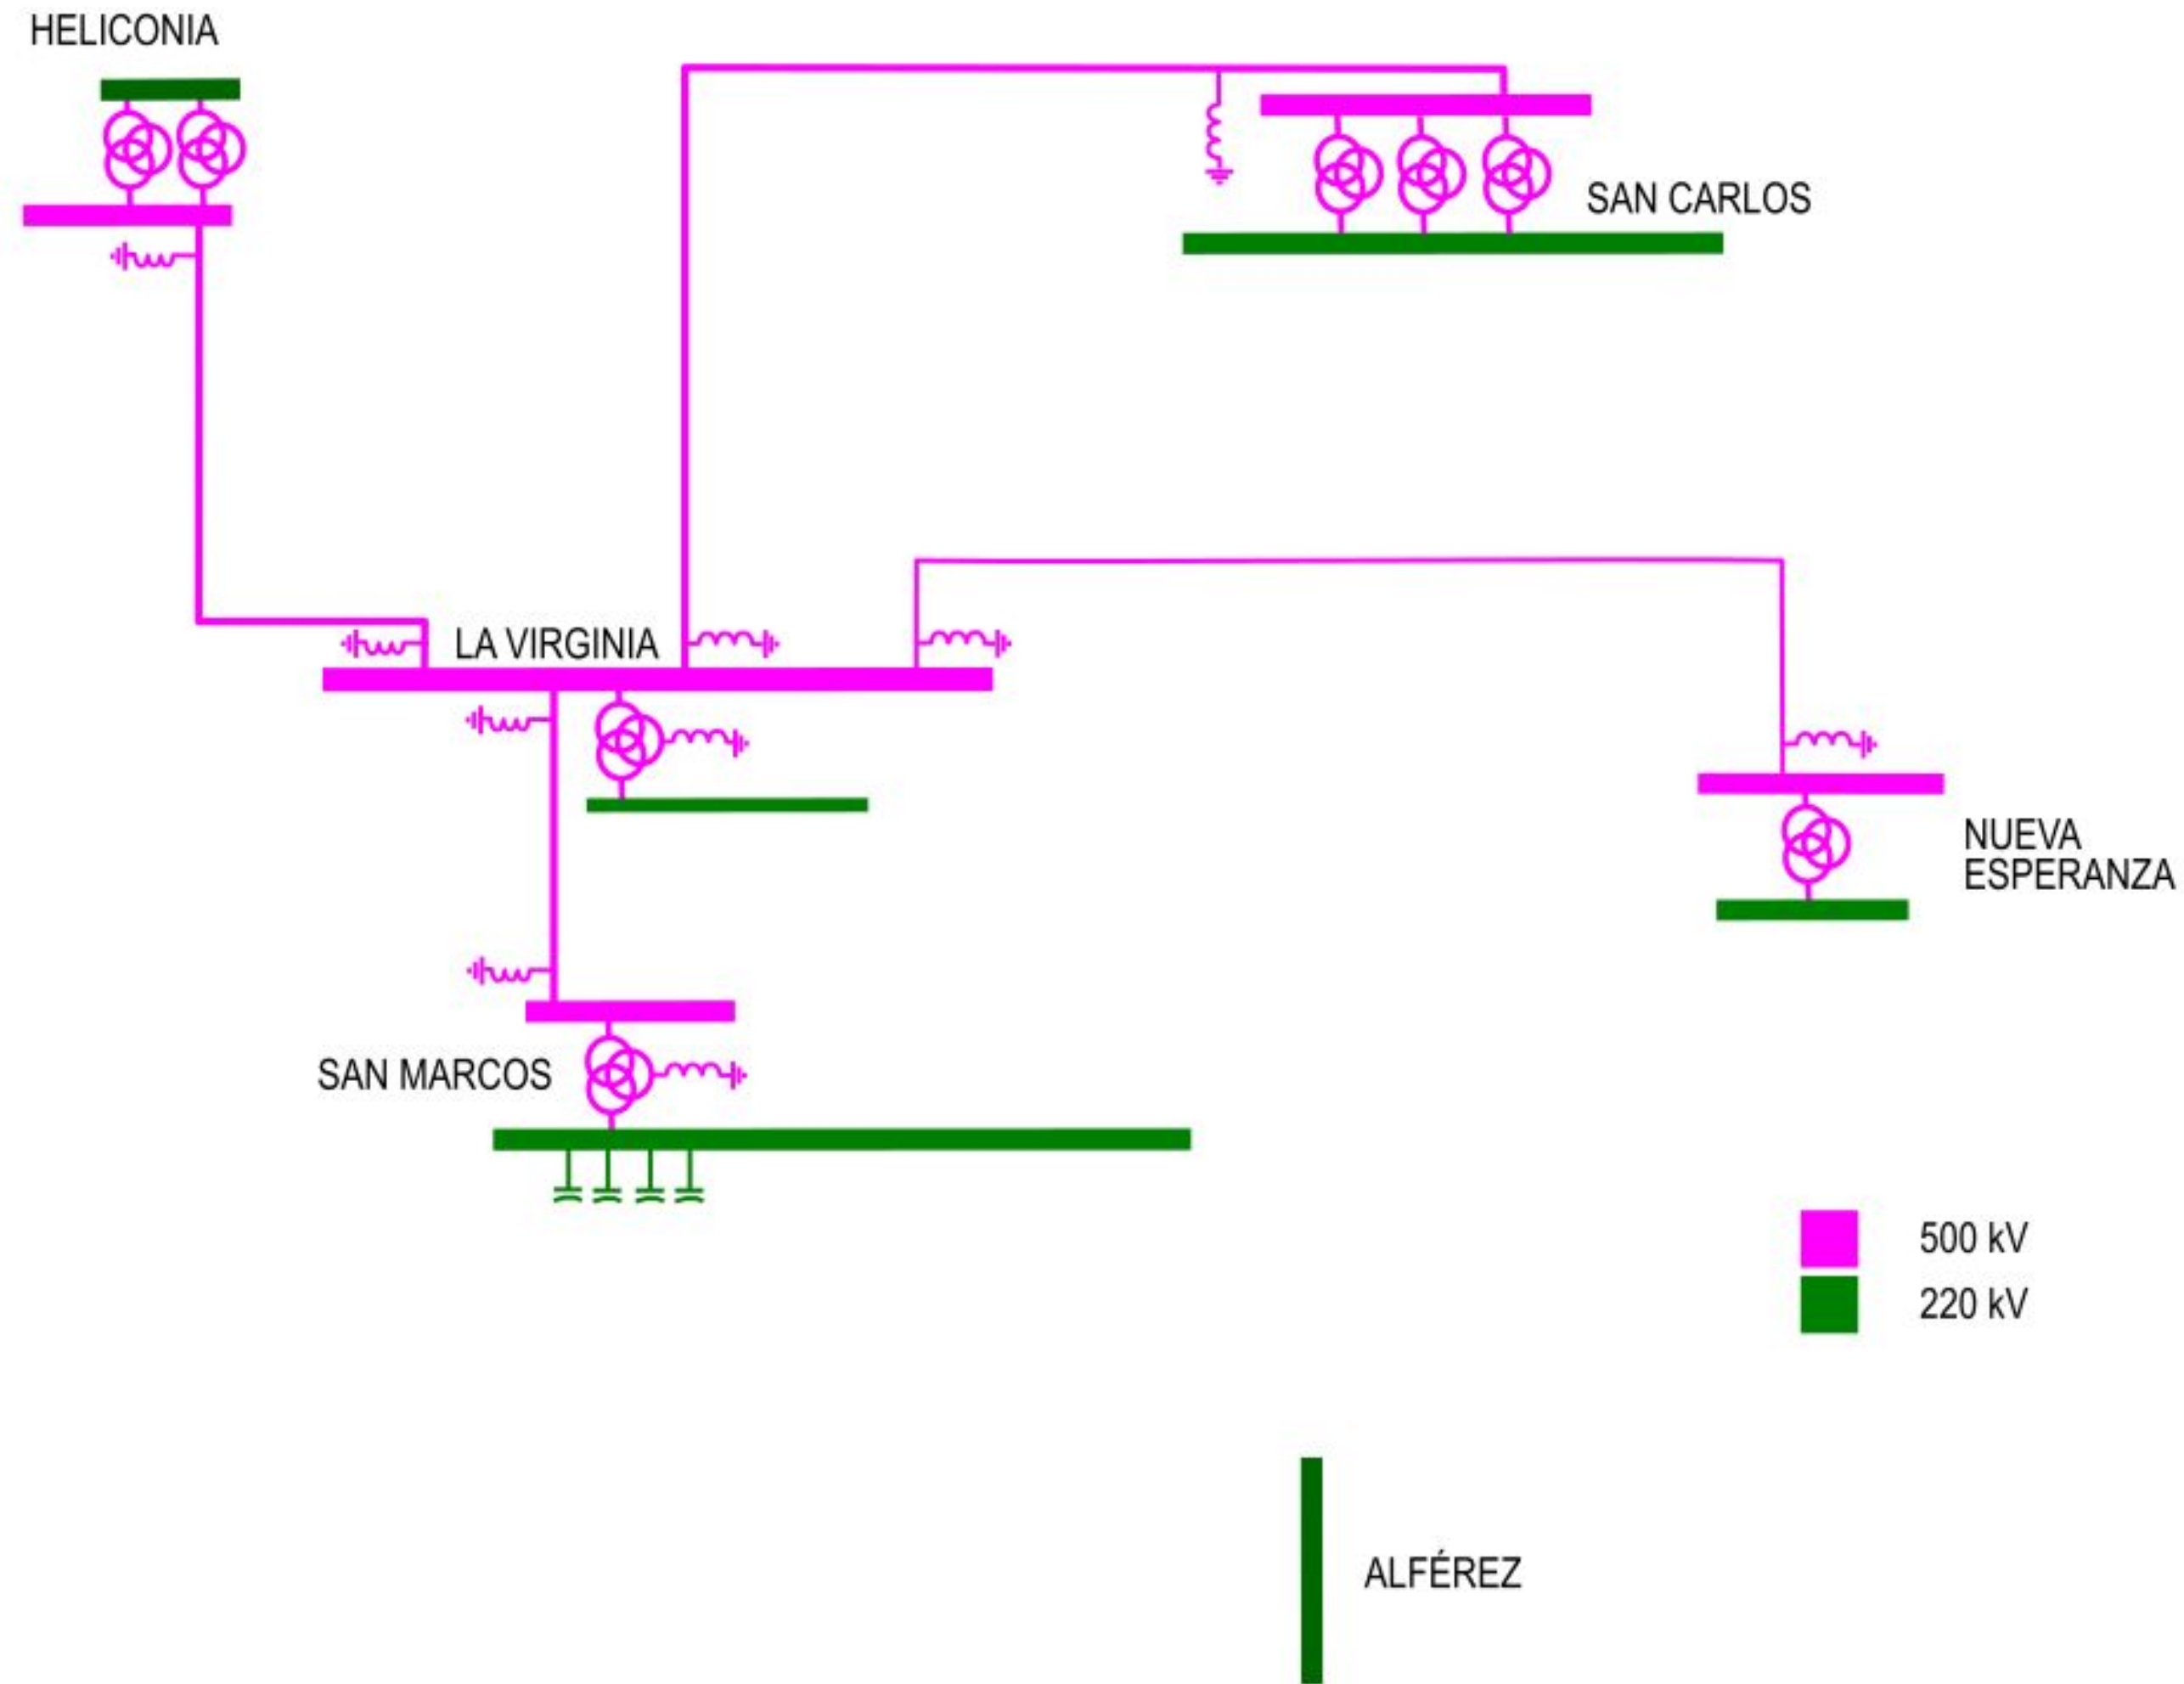 HELICONIA
SAN CARLOS
LA VIRGINIA
NUEVA
ESPERANZA
SAN MARCOS
500 kV
220 kV
ALFÉREZ